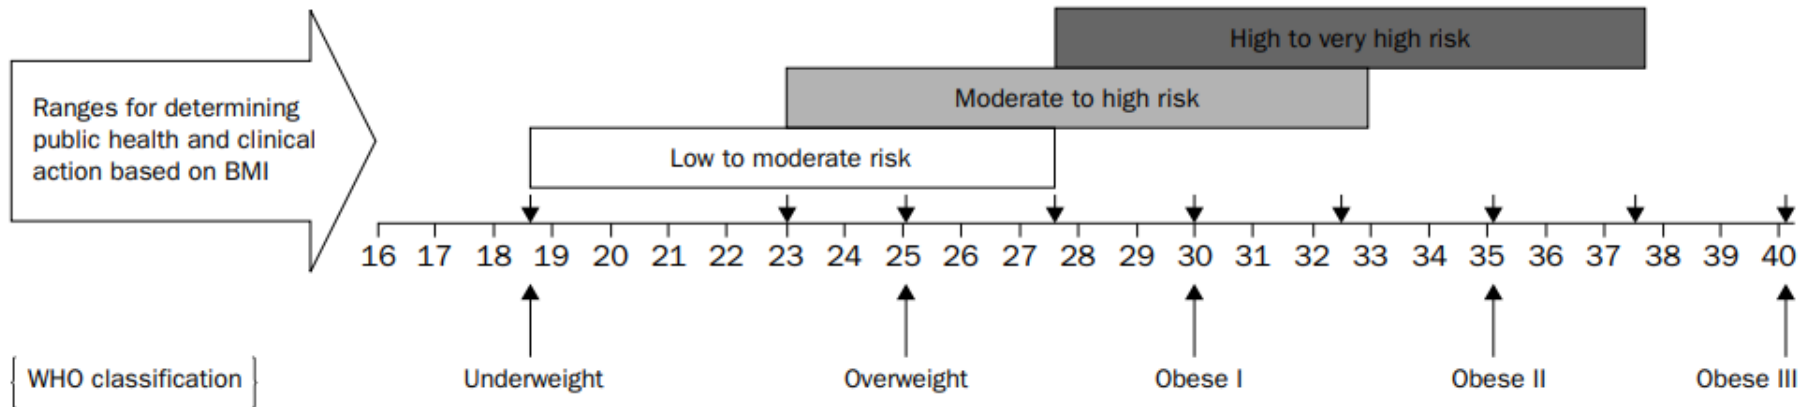 High to very high risk
Moderate to high risk
Low to moderate risk
Ranges for determining
public health and clinical
action based on BMI
16 17 18 19 20 21 22 23 24 25 26 27 28 29 30 31 32 33 34 35 36 37 38 39 40
WHO classification
Underweight
Overweight
Obese I
Obese II
Obese III